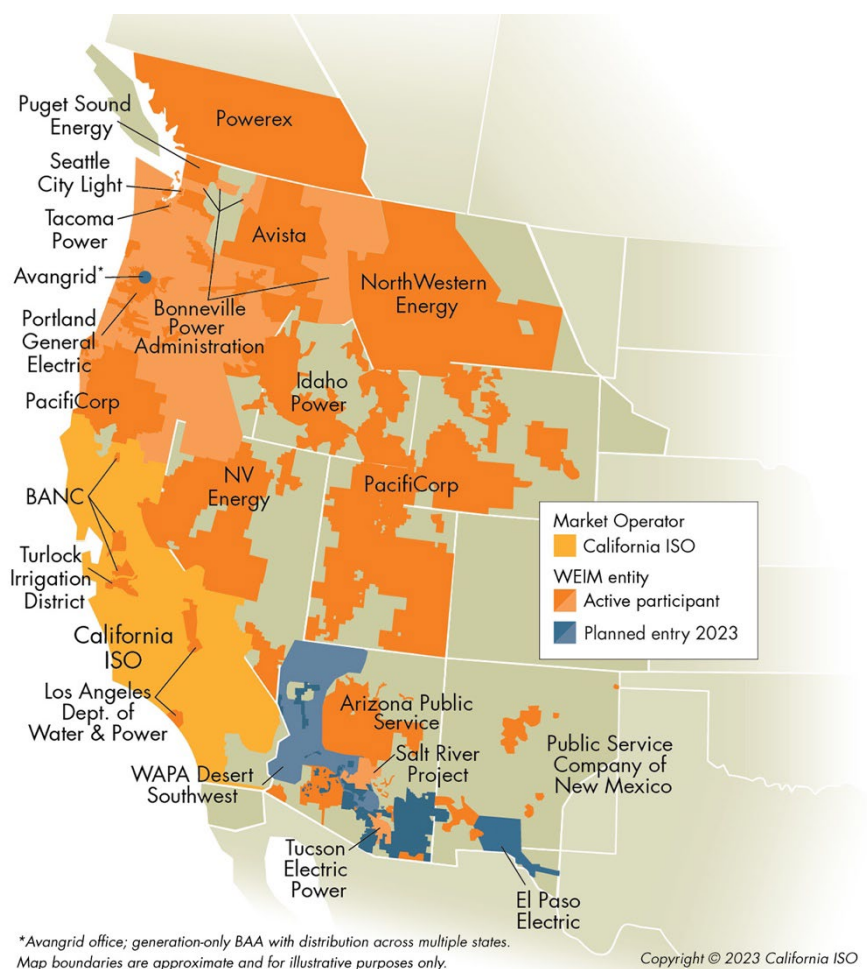 Puget Sound
Energy
Powerex
Seattle
City Light
Tacoma
Power
Avista
Avangrid*
NorthWestern
Energy
Bonneville
Power
Administration
Portland
General
Electric
Idaho
Power
PacifiCorp
NV
Energy
PacifiCorp
BANC
Market Operator
California ISO
WEIM entity
Active participant
Planned entry 2023
Turlock
Irrigation
District
California
ISO
Los Angeles
Dept. of
Water & Power
Arizona Public
Service
Salt River
Project
Public Service
Company of
New Mexico
WAPA Desert
Southwest
Tucson
Electric
Power
El Paso
Electric
*Avangrid office; generation-only BAA with distribution across multiple states.
Map boundaries are approximate and for illustrative purposes only.
Copyright © 2023 California ISO